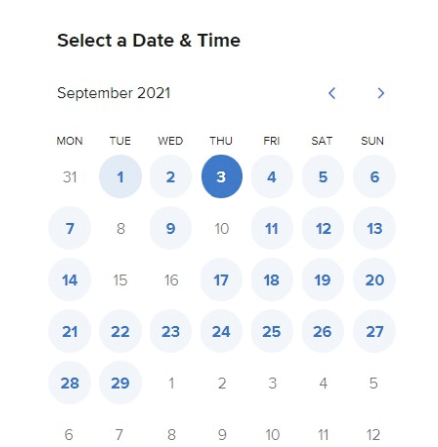 Select a Date & Time
September 2021
MON TUE WED THU FRI SAT SUN
31 1 2 3 4 5 6
7 8 9 10 11 12 13
14 15 16 17 18 19 20
21 22 23 24 25 26 27
28 29 1 2 3 4 5
6 7 8 9 10 11 12